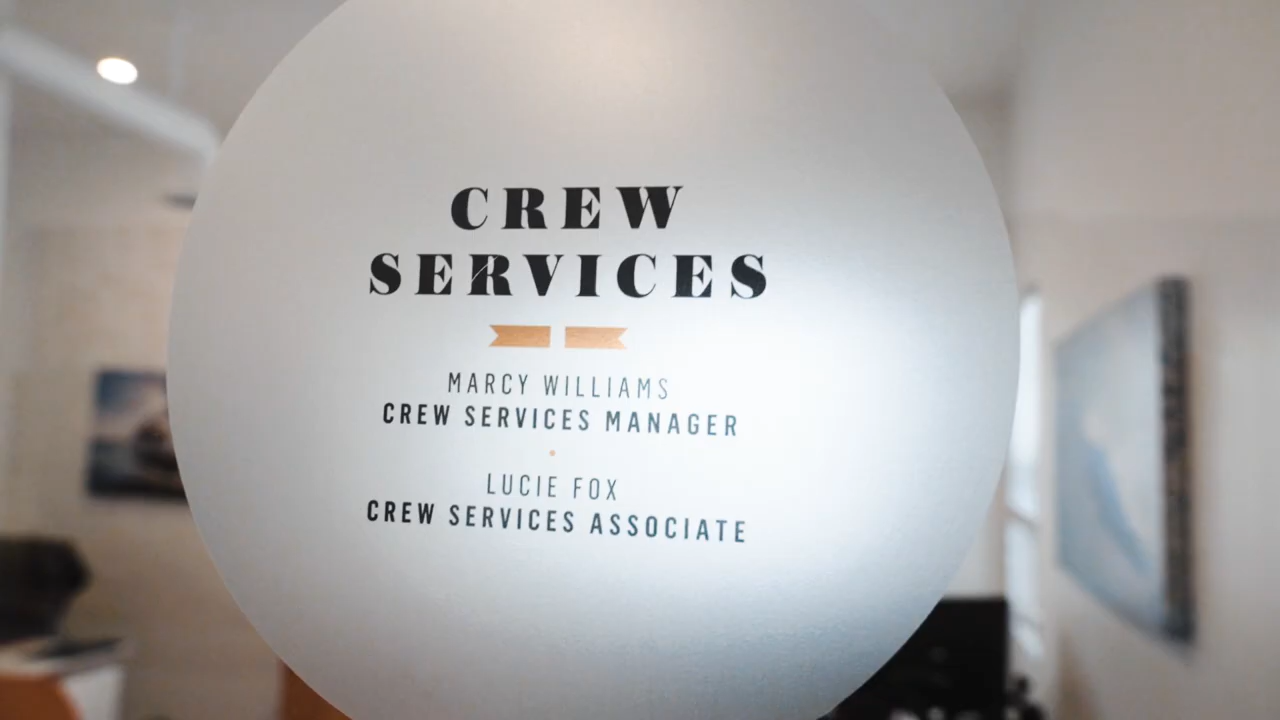 CREW
SERVICES
MARCY WILLIAMS
CREW SERVICES MANAGER
LUCIE FOX
CREW SERVICES ASSOCIATE